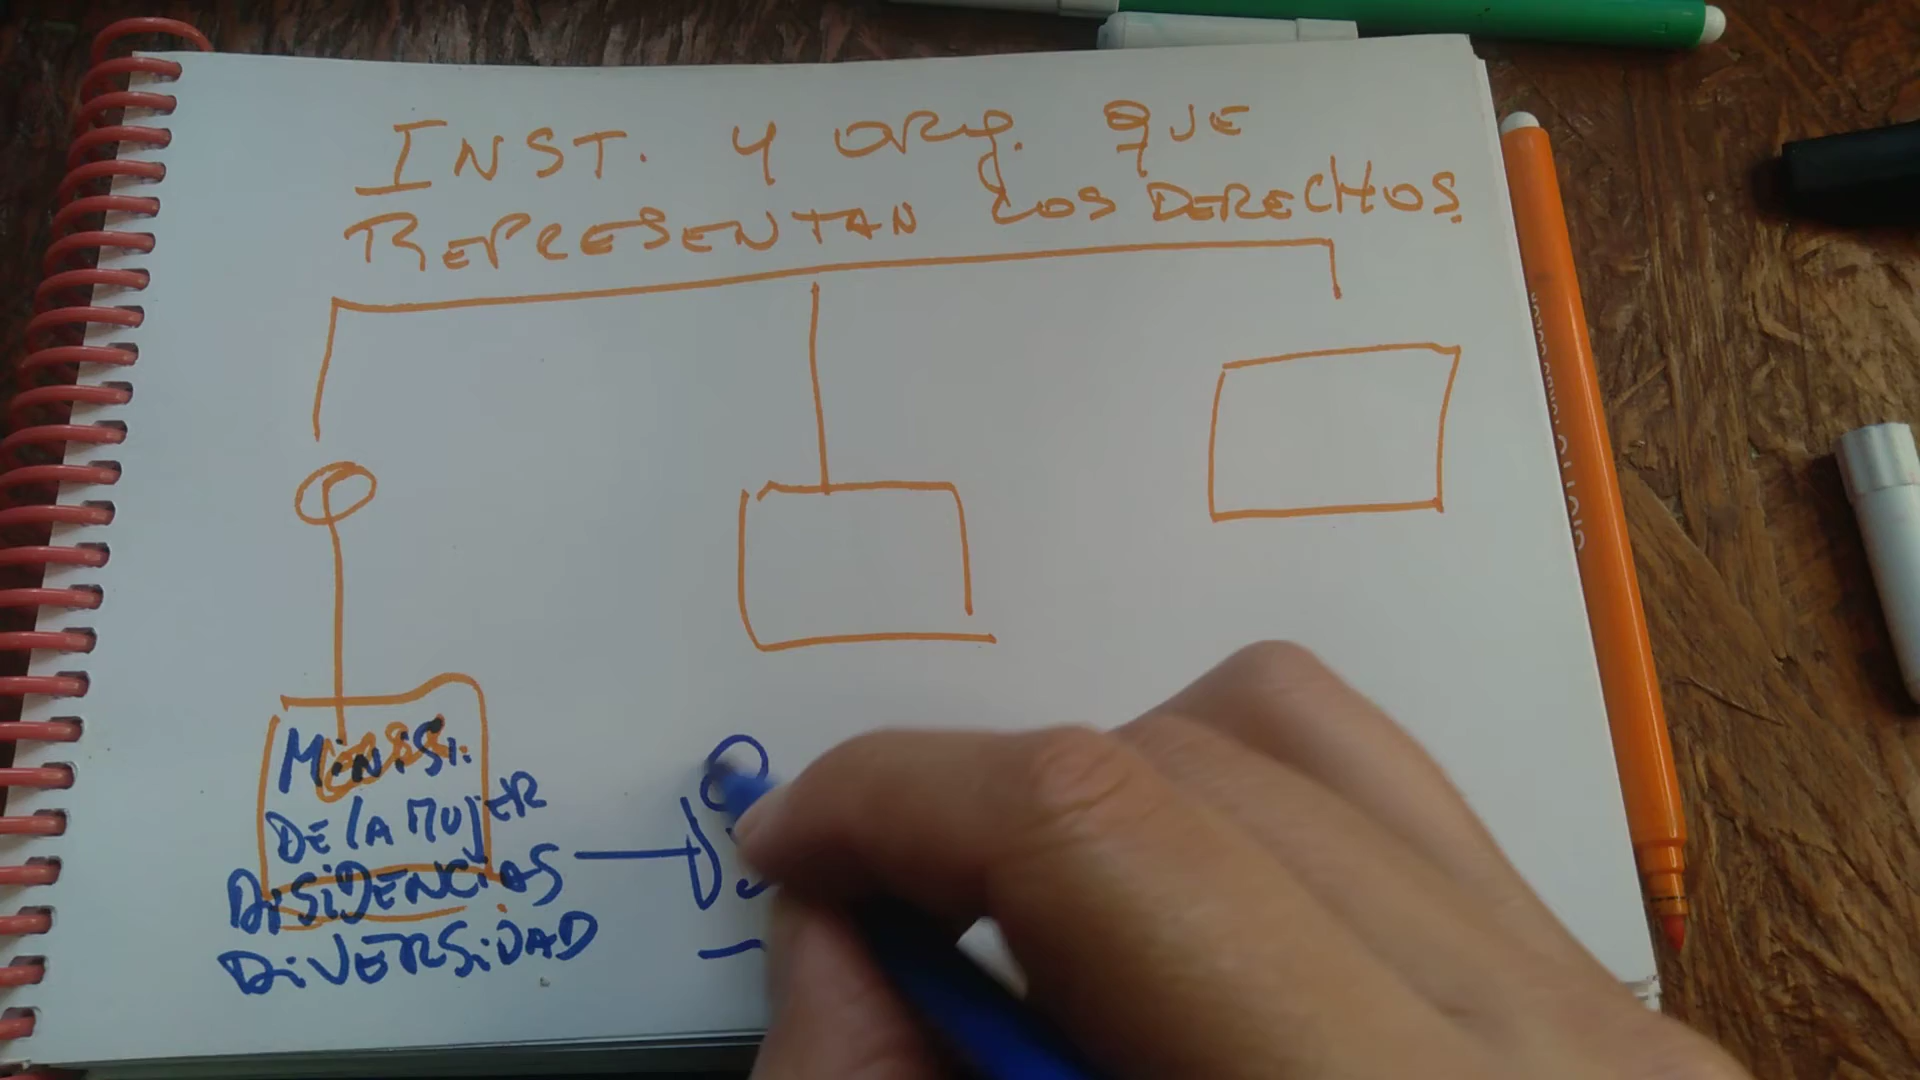 INST. Y ORG. QUE
REPRESENTAN LOS DERECHOS.
MINIST.
DE LA MUJER
DISIDENCIAS
DIVERSIDAD